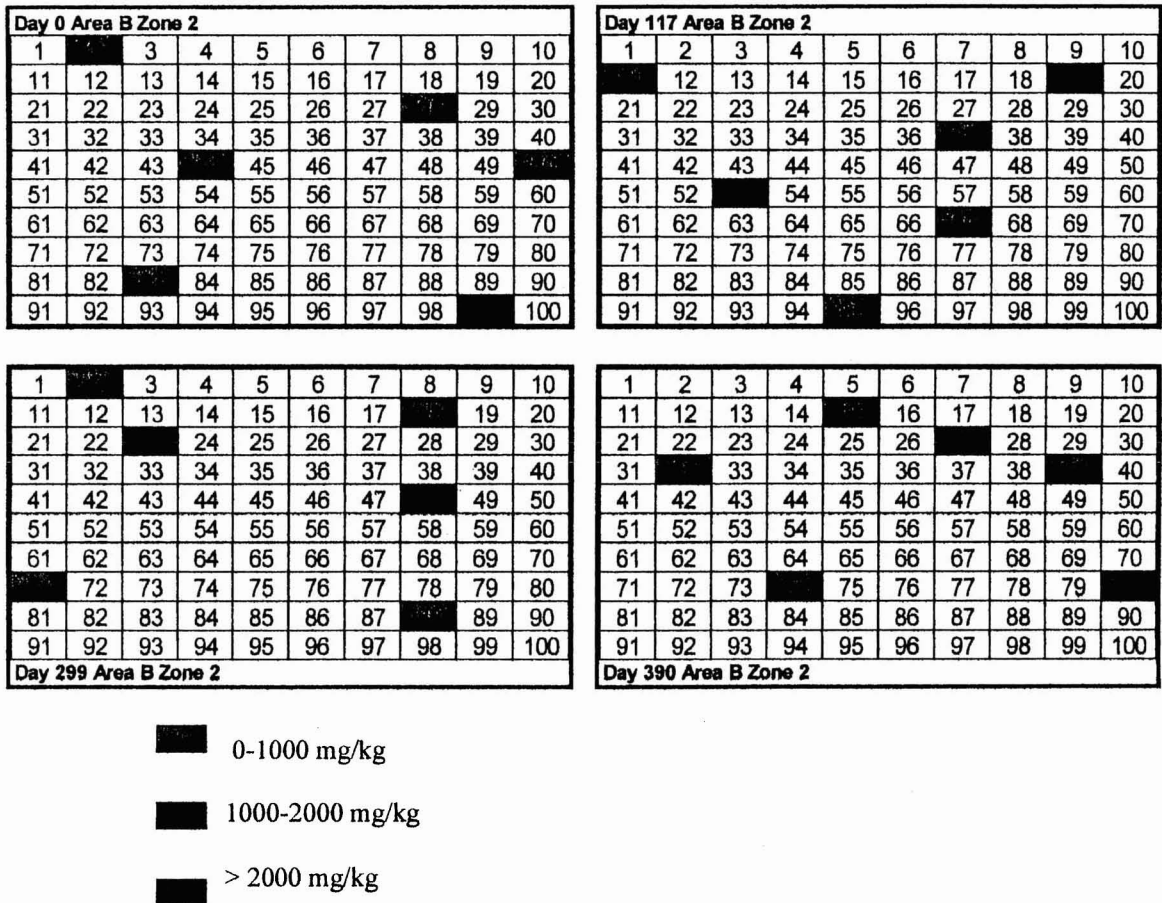 Day 0 Area B Zone 2
1 3 4 5 6 7 8 9 10
11 12 13 14 15 16 17 18 19 20
21 22 23 24 25 26 27 29 30
31 32 33 34 35 36 37 38 39 40
41 42 43 45 46 47 48 49
51 52 53 54 55 56 57 58 59 60
61 62 63 64 65 66 67 68 69 70
71 72 73 74 75 76 77 78 79 80
81 82 84 85 86 87 88 89 90
91 92 93 94 95 96 97 98 100
Day 117 Area B Zone 2
1 2 3 4 5 6 7 8 9 10
12 13 14 15 16 17 18 20
21 22 23 24 25 26 27 28 29 30
31 32 33 34 35 36 38 39 40
41 42 43 44 45 46 47 48 49 50
51 52 54 55 56 57 58 59 60
61 62 63 64 65 66 68 69 70
71 72 73 74 75 76 77 78 79 80
81 82 83 84 85 86 87 88 89 90
91 92 93 94 96 97 98 99 100
1 3 4 5 6 7 8 9 10
11 12 13 14 15 16 17 19 20
21 22 24 25 26 27 28 29 30
31 32 33 34 35 36 37 38 39 40
41 42 43 44 45 46 47 49 50
51 52 53 54 55 56 57 58 59 60
61 62 63 64 65 66 67 68 69 70
72 73 74 75 76 77 78 79 80
81 82 83 84 85 86 87 89 90
91 92 93 94 95 96 97 98 99 100
Day 299 Area B Zone 2
1 2 3 4 5 6 7 8 9 10
11 12 13 14 16 17 18 19 20
21 22 23 24 25 26 28 29 30
31 33 34 35 36 37 38 40
41 42 43 44 45 46 47 48 49 50
51 52 53 54 55 56 57 58 59 60
61 62 63 64 65 66 67 68 69 70
71 72 73 75 76 77 78 79
81 82 83 84 85 86 87 88 89 90
91 92 93 94 95 96 97 98 99 100
Day 390 Area B Zone 2
0-1000 mg/kg
1000-2000 mg/kg
> 2000 mg/kg